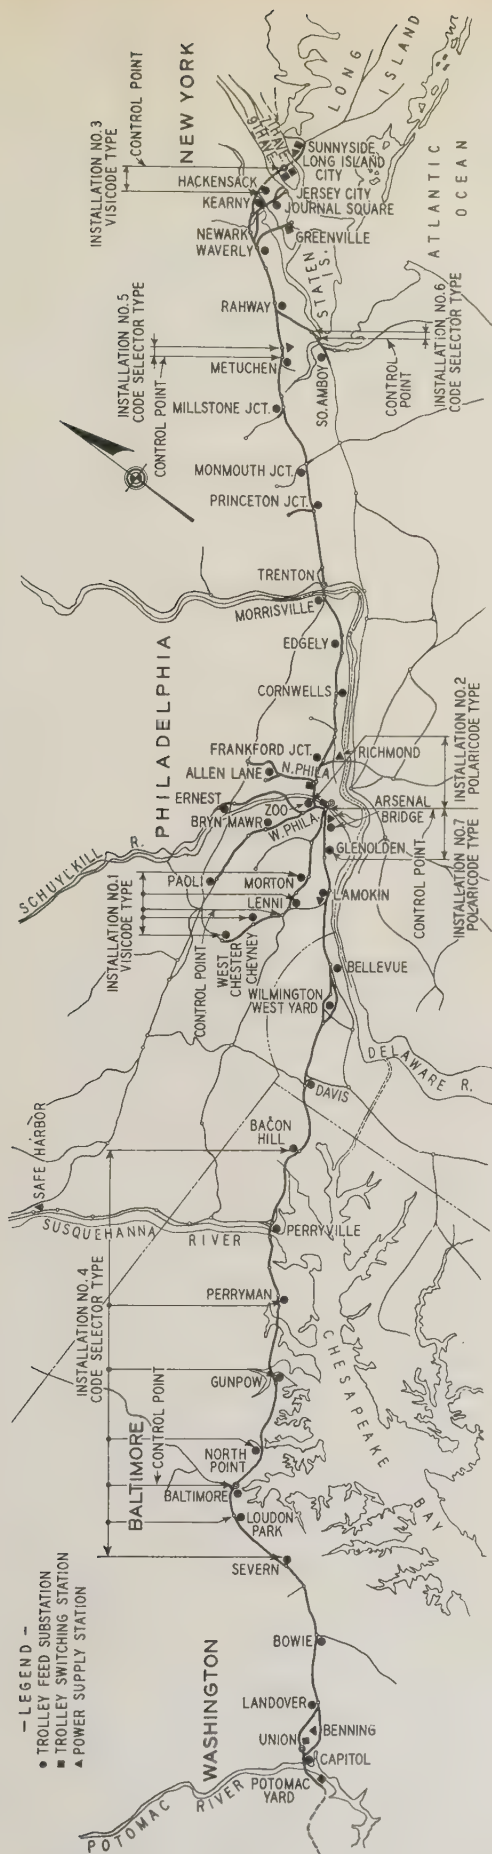 — LEGEND —
● TROLLEY FEED SUBSTATION
■ TROLLEY SWITCHING STATION
▲ POWER SUPPLY STATION
WASHINGTON
POTOMAC
RIVER
POTOMAC
YARD
CAPITOL
UNION
BENNING
LANDOVER
BOWIE
SEVERN
LOUDON
PARK
BALTIMORE
BALTIMORE
CONTROL POINT
NORTH
POINT
INSTALLATION NO.4
CODE SELECTOR TYPE
GUNPOW
PERRYMAN
CHESAPEAKE
BAY
PERRYVILLE
SUSQUEHANNA
RIVER
SAFE HARBOR
BACON
HILL
DAVIS
DELAWARE R.
WILMINGTON
WEST YARD
BELLEVUE
INSTALLATION NO.1
VISICODE TYPE
CONTROL POINT
WEST
CHESTER
CHEYNEY
LENNI
MORTON
LAMOKIN
PAOLI
GLENOLDEN
SCHUYLKILL R.
PHILADELPHIA
BRYN MAWR
ERNEST
W. PHILA.
ZOO
ALLEN LANE
N. PHILA.
FRANKFORD JCT.
ARSENAL
BRIDGE
RICHMOND
CONTROL POINT
INSTALLATION NO.7
POLARICODE TYPE
INSTALLATION NO.2
POLARICODE TYPE
CORNWELLS
EDGELY
MORRISVILLE
TRENTON
PRINCETON JCT.
MONMOUTH JCT.
MILLSTONE JCT.
METUCHEN
CONTROL POINT
INSTALLATION NO.5
CODE SELECTOR TYPE
SO. AMBOY
CONTROL
POINT
INSTALLATION NO.6
CODE SELECTOR TYPE
RAHWAY
STATEN
IS.
WAVERLY
NEWARK
GREENVILLE
KEARNY
HACKENSACK
JOURNAL SQUARE
JERSEY CITY
INSTALLATION NO.3
VISICODE TYPE
CONTROL POINT
NEW YORK
SUNNYSIDE
LONG ISLAND
CITY
LONG
ISLAND
ATLANTIC
OCEAN